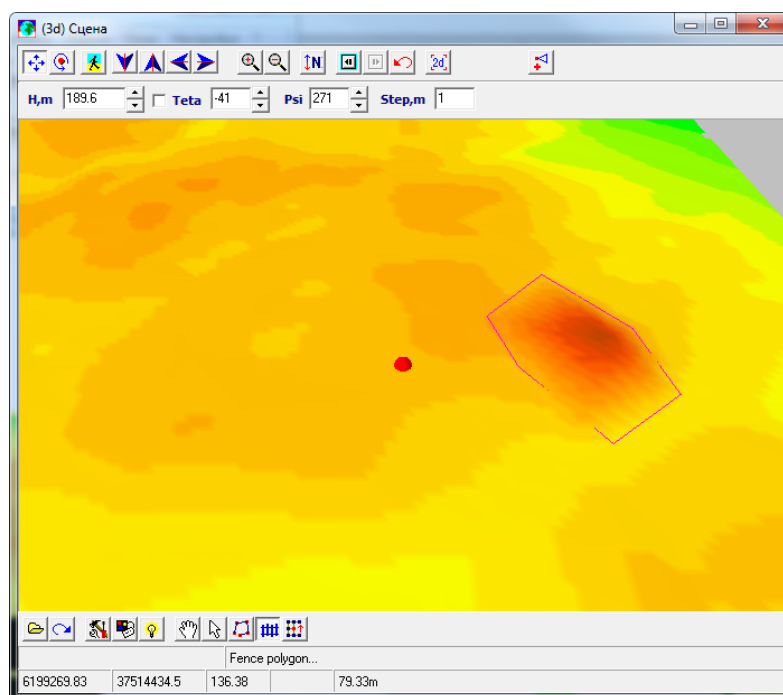 (3d) Сцена
N 2d
H,m 189.6 Teta -41 Psi 271 Step,m 1
Fence polygon...
6199269.83 37514434.5 136.38 79.33m